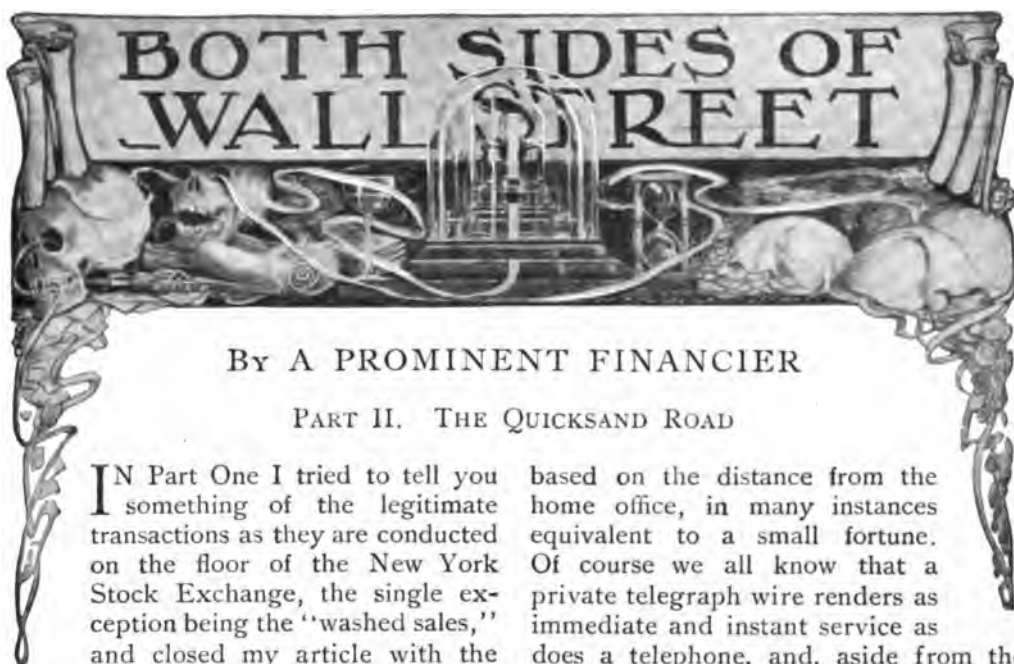 BOTH SIDES OF
WALL STREET
By A PROMINENT FINANCIER
PART II. THE QUICKSAND ROAD
IN Part One I tried to tell you
something of the legitimate
transactions as they are conducted
on the floor of the New York
Stock Exchange, the single ex-
ception being the "washed sales,"
and closed my article with the
based on the distance from the
home office, in many instances
equivalent to a small fortune.
Of course we all know that a
private telegraph wire renders as
immediate and instant service as
does a telephone, and, aside from the